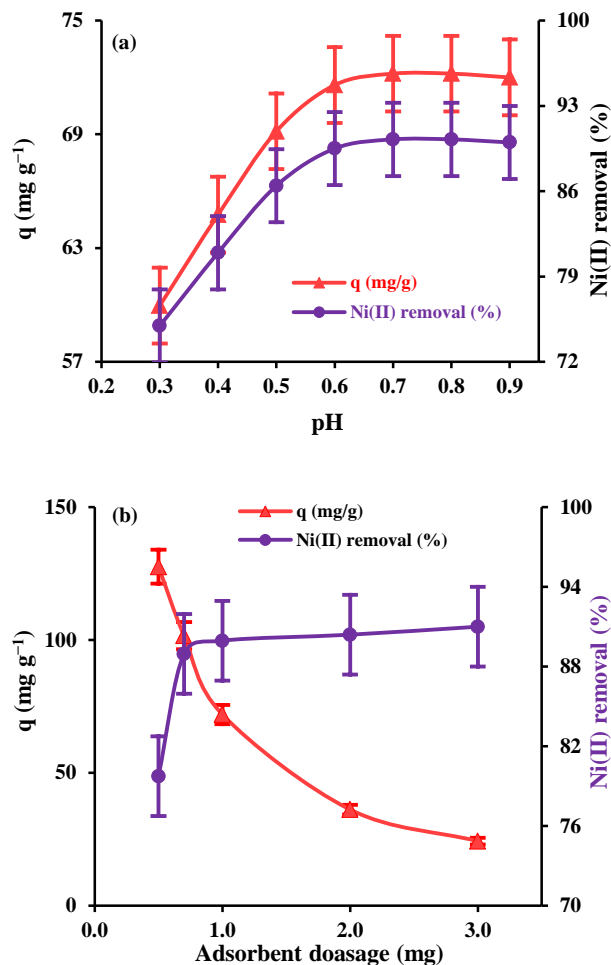 (a)
75
69
63
57
q (mg g⁻¹)
100
93
86
79
72
Ni(II) removal (%)
q (mg/g)
Ni(II) removal (%)
0.2 0.3 0.4 0.5 0.6 0.7 0.8 0.9
pH
(b)
150
100
50
0
q (mg g⁻¹)
q (mg/g)
Ni(II) removal (%)
100
94
88
82
76
70
Ni(II) removal (%)
0.0 1.0 2.0 3.0
Adsorbent doasage (mg)